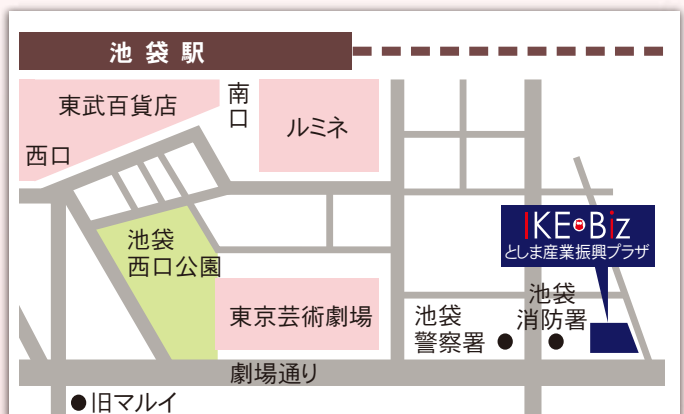 池袋駅
東武百貨店
南口
ルミネ
西口
池袋
西口公園
IKE・Biz
としま産業振興プラザ
東京芸術劇場
池袋
警察署
池袋
消防署
劇場通り
旧マルイ